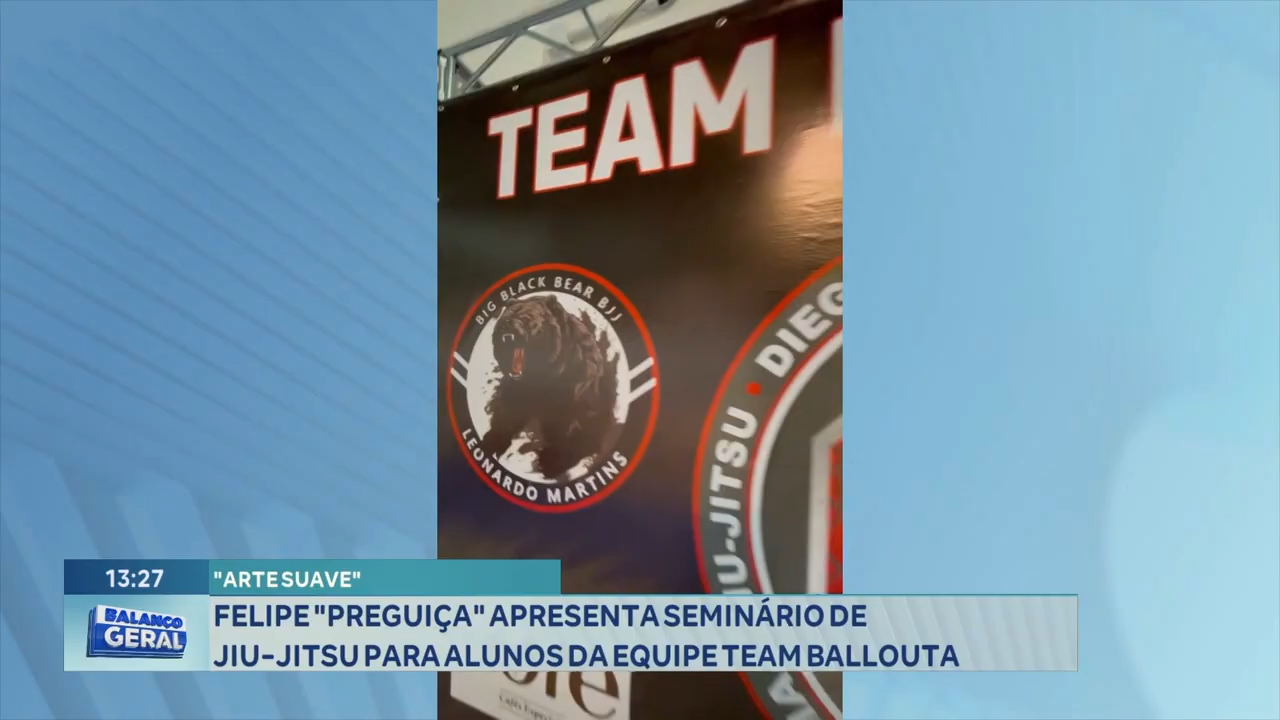 TEAM
BIG BLACK BEAR BJJ
LEONARDO MARTINS
JIU-JITSU • DIEG
13:27
"ARTE SUAVE"
BALANÇO
GERAL
FELIPE "PREGUIÇA" APRESENTA SEMINÁRIO DE
JIU-JITSU PARA ALUNOS DA EQUIPE TEAM BALLOUTA